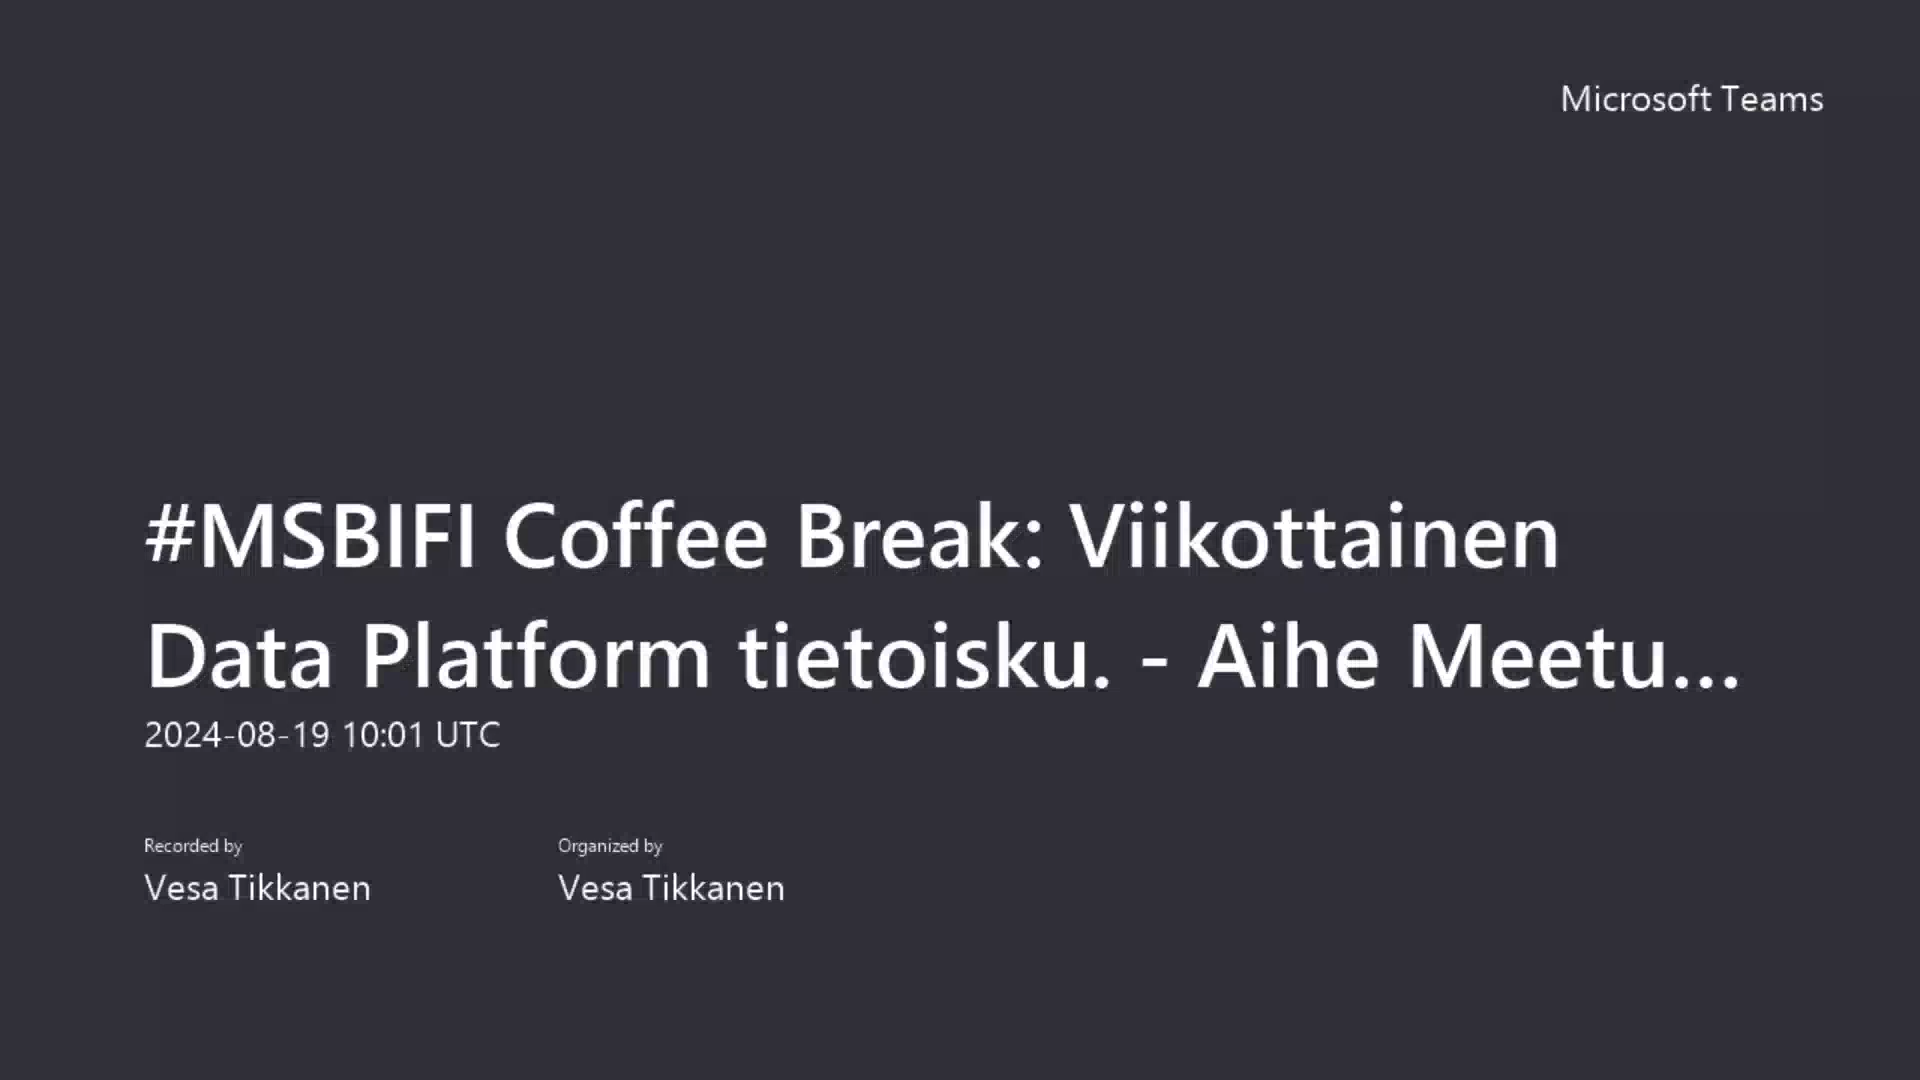 Microsoft Teams
#MSBIFI Coffee Break: Viikottainen
Data Platform tietoisku. - Aihe Meetu...
2024-08-19 10:01 UTC
Recorded by
Vesa Tikkanen
Organized by
Vesa Tikkanen